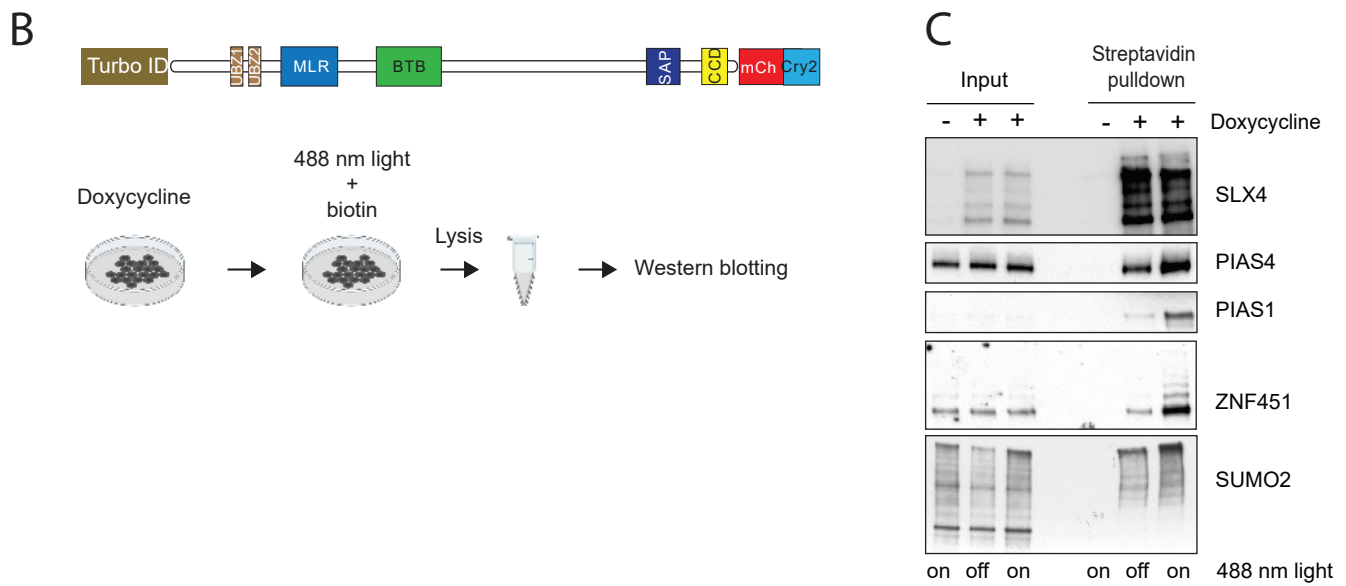 B
Turbo ID
UBZ1
UBZ2
MLR
BTB
SAP
CCD
mCh
Cry2
488 nm light
+
biotin
Doxycycline
Lysis
Western blotting
C
Streptavidin
pulldown
Input
- + + - + + Doxycycline
SLX4
PIAS4
PIAS1
ZNF451
SUMO2
on off on on off on 488 nm light